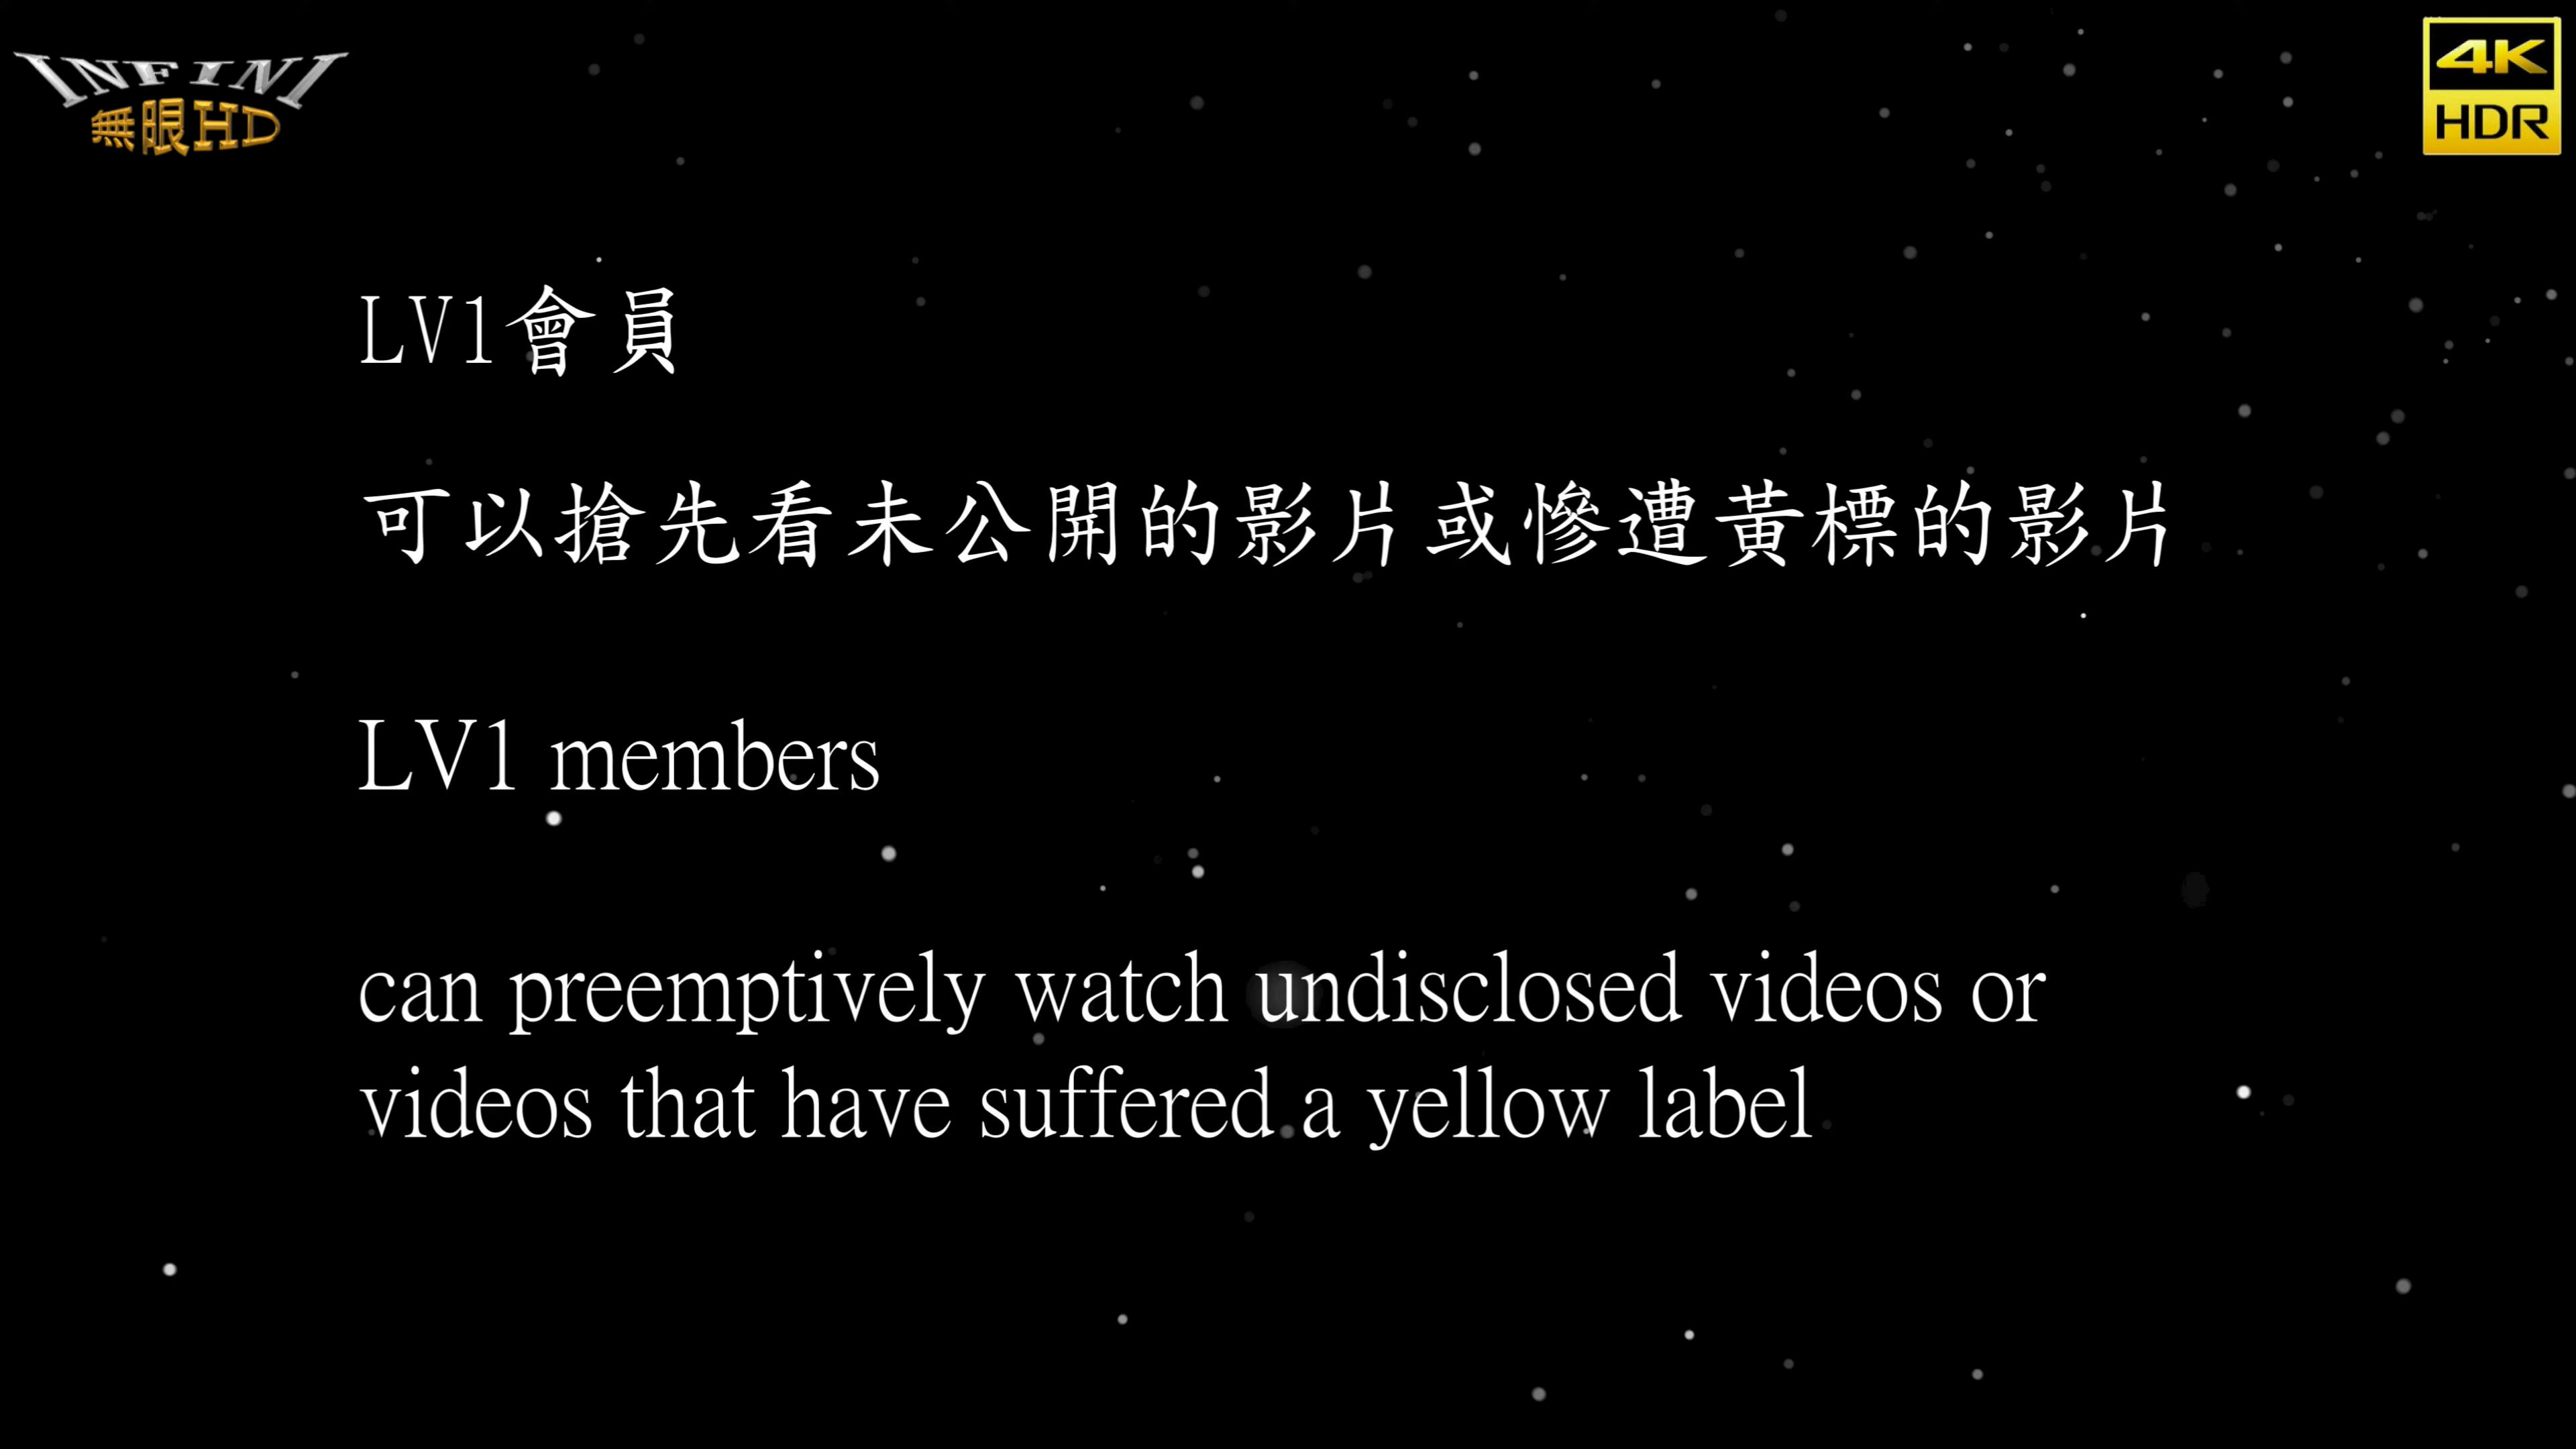 INFINI
無限HD
4K
HDR
LV1會員
可以搶先看未公開的影片或慘遭黃標的影片
LV1 members
can preemptively watch undisclosed videos or
videos that have suffered a yellow label